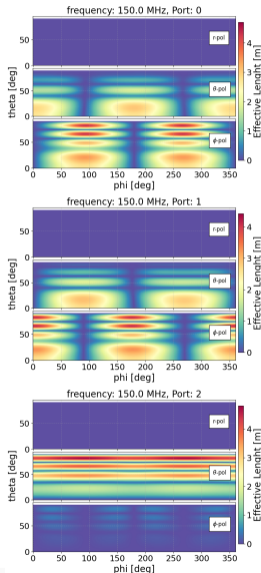 frequency: 150.0 MHz, Port: 0
50
0
r-pol
50
0
θ-pol
50
0
ϕ-pol
0 50 100 150 200 250 300 350
phi [deg]
theta [deg]
0 1 2 3 4
Effective Lenght [m]
frequency: 150.0 MHz, Port: 1
50
r-pol
50
0
θ-pol
50
0
ϕ-pol
0 50 100 150 200 250 300 350
phi [deg]
theta [deg]
0 1 2 3 4
Effective Lenght [m]
frequency: 150.0 MHz, Port: 2
50
0
r-pol
50
0
θ-pol
50
0
ϕ-pol
0 50 100 150 200 250 300 350
phi [deg]
theta [deg]
0 1 2 3 4
Effective Lenght [m]